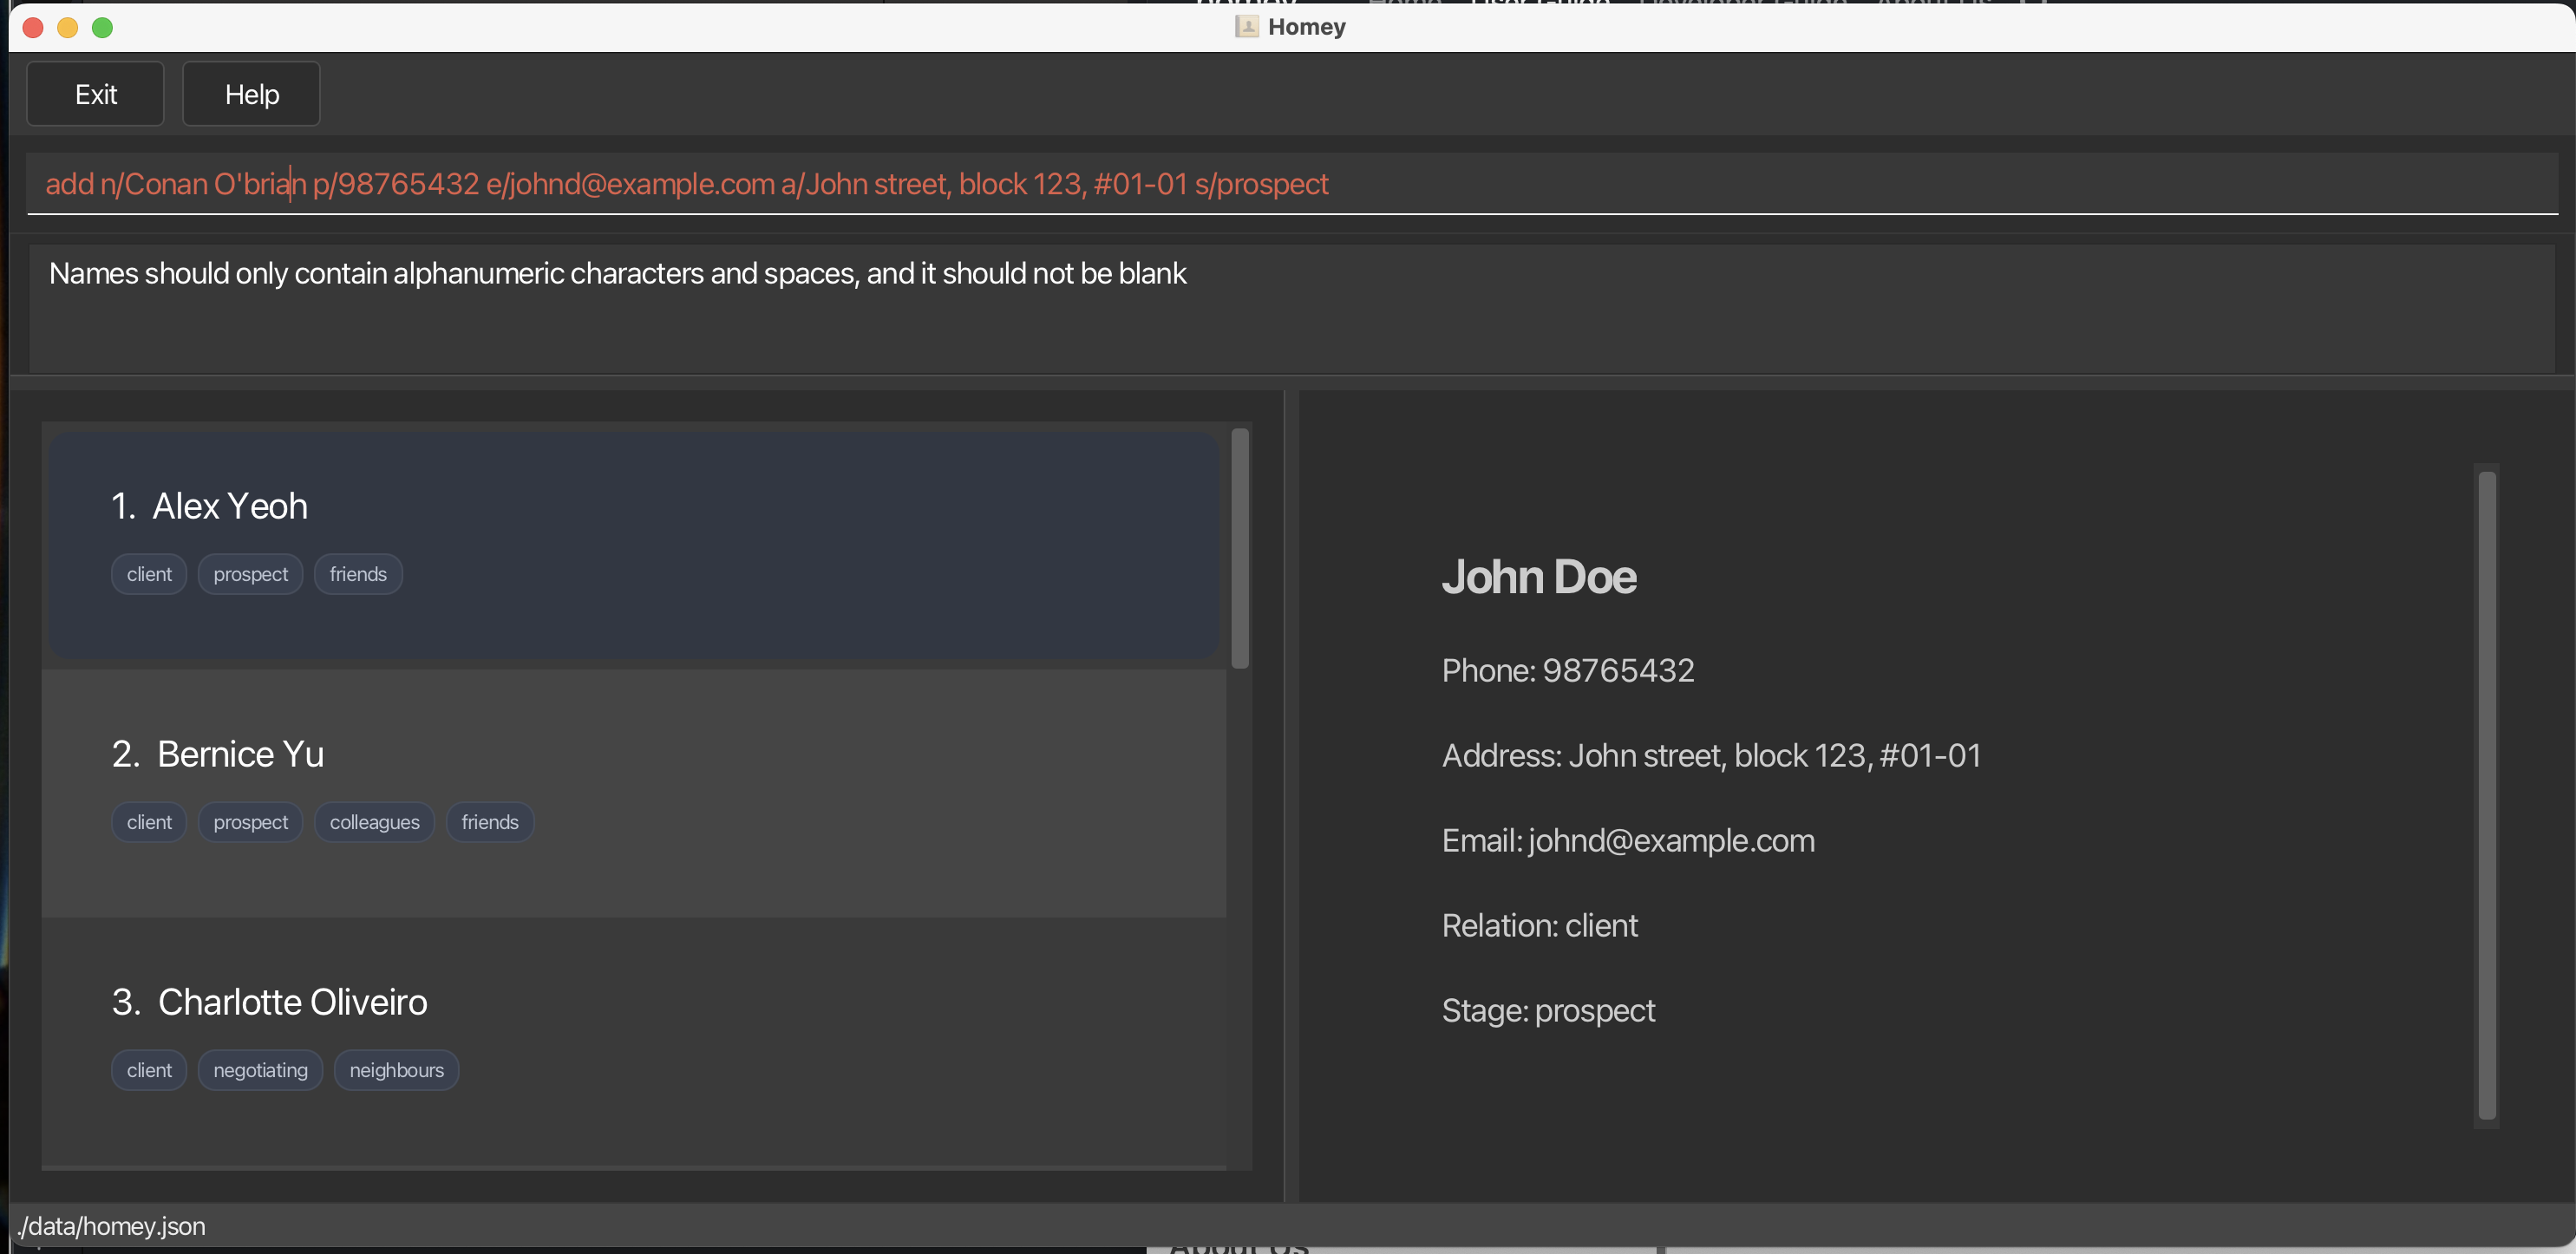 Homey
Exit Help
add n/Conan O'brian p/98765432 e/johnd@example.com a/John street, block 123, #01-01 s/prospect
Names should only contain alphanumeric characters and spaces, and it should not be blank
1. Alex Yeoh
client prospect friends
2. Bernice Yu
client prospect colleagues friends
3. Charlotte Oliveiro
client negotiating neighbours
John Doe
Phone: 98765432
Address: John street, block 123, #01-01
Email: johnd@example.com
Relation: client
Stage: prospect
./data/homey.json
About Us